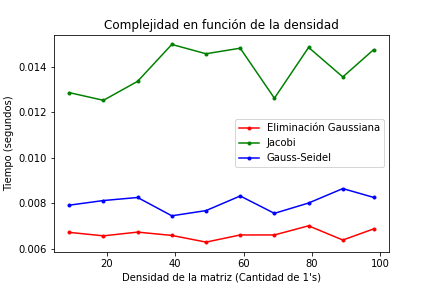 Complejidad en función de la densidad
Tiempo (segundos)
0.014
0.012
0.010
0.008
0.006
Eliminación Gaussiana
Jacobi
Gauss-Seidel
20 40 60 80 100
Densidad de la matriz (Cantidad de 1's)